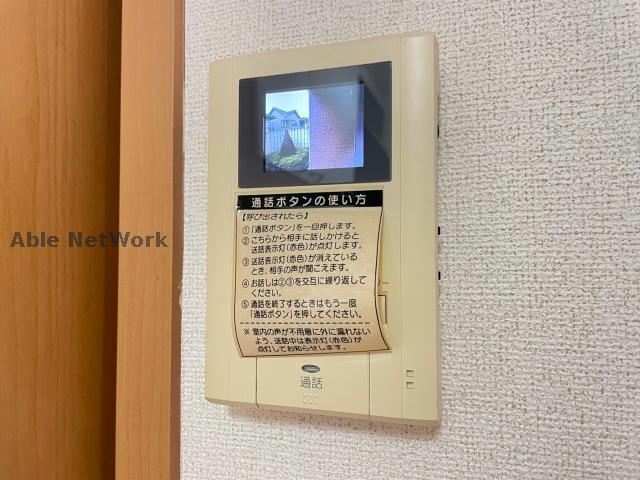 通話ボタンの使い方
【呼び出されたら】
①「通話ボタン」を一回押します。
②こちらから相手に話しかけると
送話表示灯(赤色)が点灯します。
③送話表示灯(赤色)が消えている
とき、相手の声が聞こえます。
④お話しは②③を交互に繰り返して
ください。
⑤通話を終了するときはもう一度
「通話ボタン」を押してください。
※室内の声が不用意に外に漏れない
よう、送話中は表示灯(赤色)が
点灯してお知らせします。
通話
Able NetWork